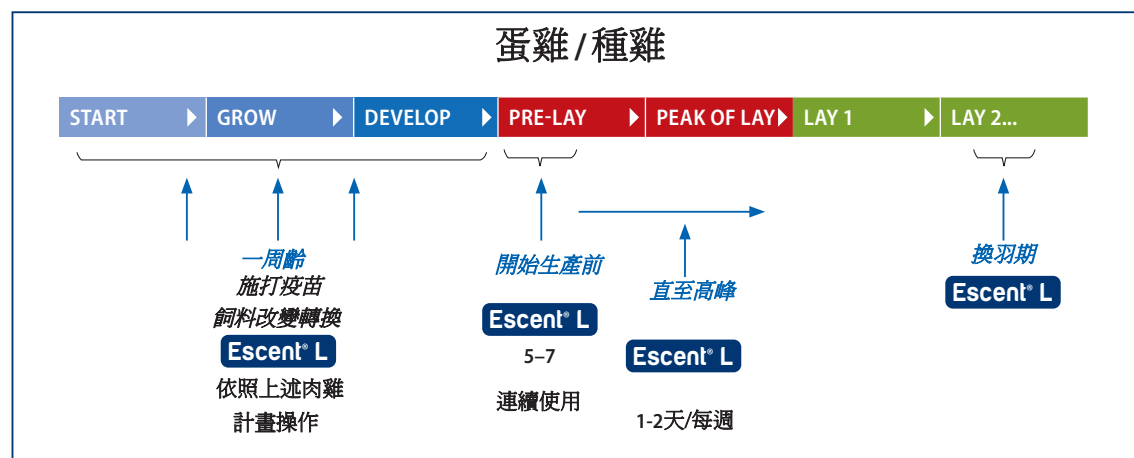 蛋雞/種雞
START GROW DEVELOP PRE-LAY PEAK OF LAY LAY 1 LAY 2...
一周齡
施打疫苗
飼料改變轉換
Escent® L
依照上述肉雞
計畫操作
開始生產前
Escent® L
5–7
連續使用
直至高峰
Escent® L
1-2天/每週
換羽期
Escent® L